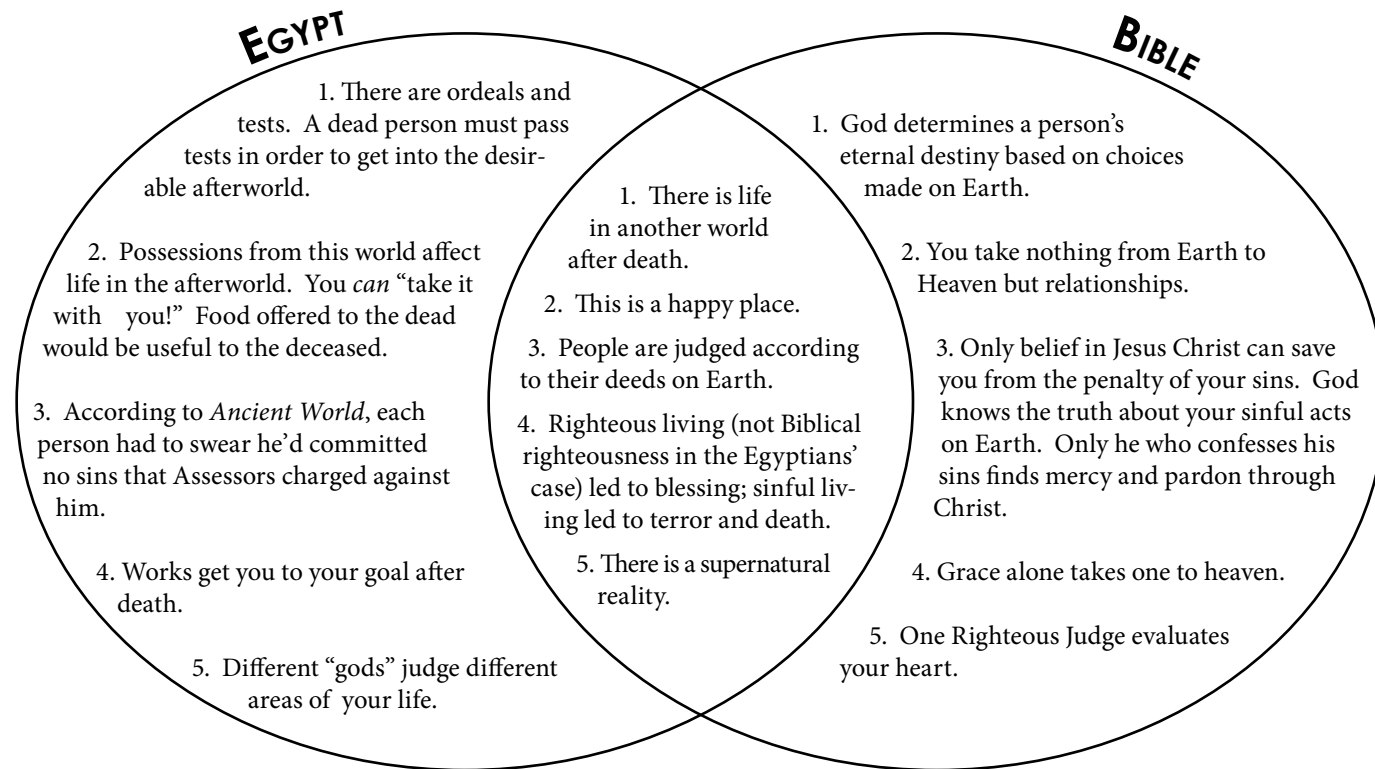 EGYPT
1. There are ordeals and
tests. A dead person must pass
tests in order to get into the desir-
able afterworld.
2. Possessions from this world affect
life in the afterworld. You can “take it
with you!” Food offered to the dead
would be useful to the deceased.
3. According to Ancient World, each
person had to swear he’d committed
no sins that Assessors charged against
him.
4. Works get you to your goal after
death.
5. Different “gods” judge different
areas of your life.
1. There is life
in another world
after death.
2. This is a happy place.
3. People are judged according
to their deeds on Earth.
4. Righteous living (not Biblical
righteousness in the Egyptians’
case) led to blessing; sinful liv-
ing led to terror and death.
5. There is a supernatural
reality.
BIBLE
1. God determines a person’s
eternal destiny based on choices
made on Earth.
2. You take nothing from Earth to
Heaven but relationships.
3. Only belief in Jesus Christ can save
you from the penalty of your sins. God
knows the truth about your sinful acts
on Earth. Only he who confesses his
sins finds mercy and pardon through
Christ.
4. Grace alone takes one to heaven.
5. One Righteous Judge evaluates
your heart.